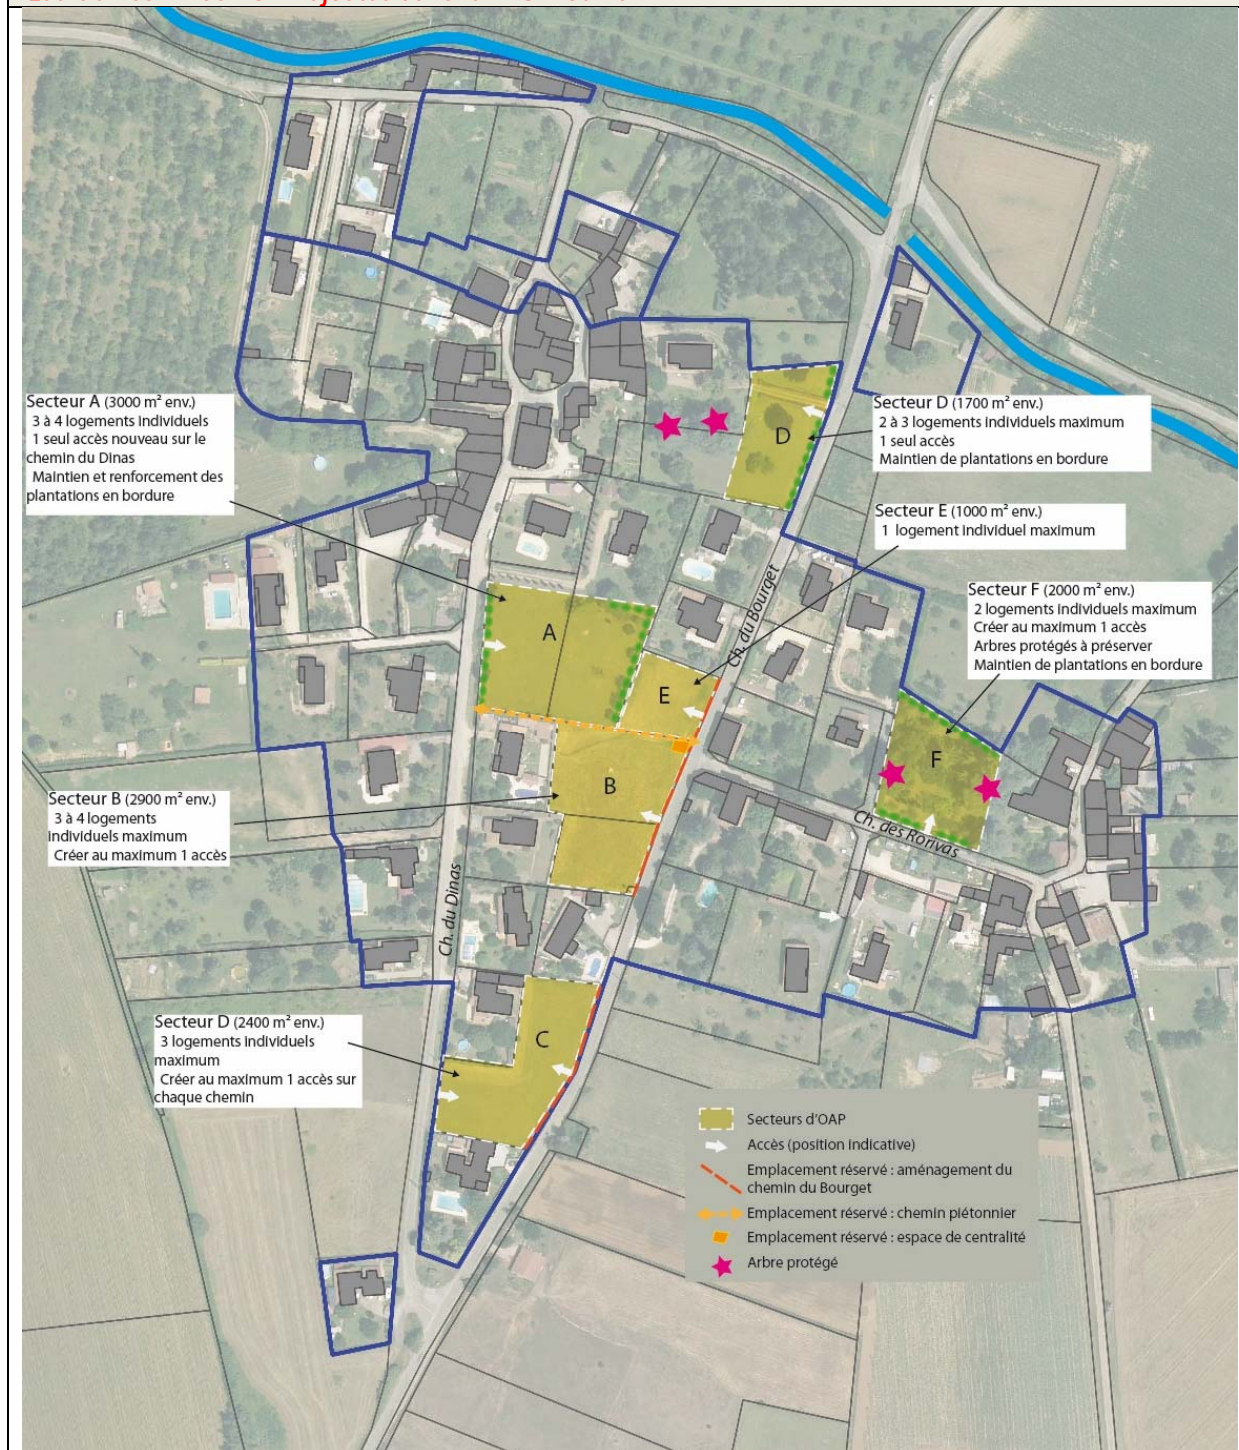 Secteur A (3000 m² env.)
3 à 4 logements individuels
1 seul accès nouveau sur le
chemin du Dinas
Maintien et renforcement des
plantations en bordure
Secteur D (1700 m² env.)
2 à 3 logements individuels maximum
1 seul accès
Maintien de plantations en bordure
D
Secteur E (1000 m² env.)
1 logement individuel maximum
Ch. du Bourget
Secteur F (2000 m² env.)
2 logements individuels maximum
Créer au maximum 1 accès
Arbres protégés à préserver
Maintien de plantations en bordure
A
E
F
B
Secteur B (2900 m² env.)
3 à 4 logements
individuels maximum
Créer au maximum 1 accès
Ch. des Rorivas
Ch. du Dinas
Secteur D (2400 m² env.)
3 logements individuels
maximum
Créer au maximum 1 accès sur
chaque chemin
C
Secteurs d'OAP
Accès (position indicative)
Emplacement réservé : aménagement du
chemin du Bourget
Emplacement réservé : chemin piétonnier
Emplacement réservé : espace de centralité
Arbre protégé